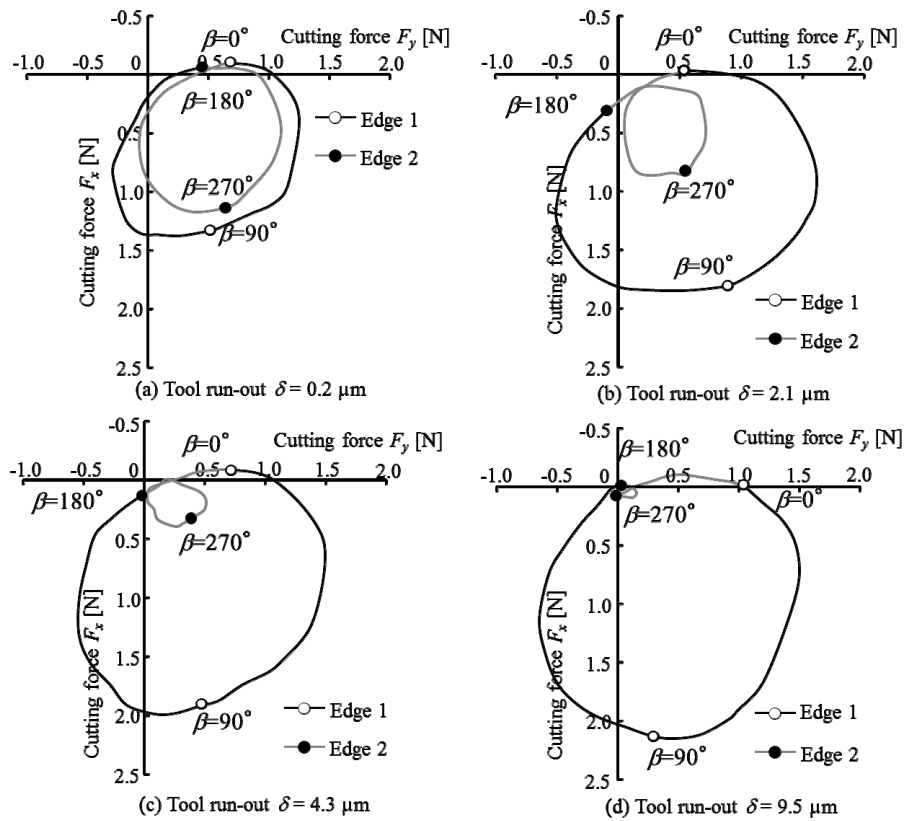 -0.5
β=0°
Cutting force Fy [N]
-1.0
-0.5
0
0.5
1.0
1.5
2.0
β=180°
0.5
Edge 1
Edge 2
β=270°
1.0
β=90°
1.5
2.0
2.5
Cutting force Fx [N]
(a) Tool run-out δ = 0.2 μm
-0.5
β=0°
Cutting force Fy [N]
-1.0
-0.5
0
0.5
1.0
1.5
2.0
β=180°
0.5
β=270°
1.0
1.5
β=90°
2.0
Edge 1
Edge 2
2.5
Cutting force Fx [N]
(b) Tool run-out δ = 2.1 μm
-0.5
β=0°
Cutting force Fy [N]
-1.0
-0.5
0
0.5
1.0
1.5
2.0
β=180°
0.5
β=270°
1.0
1.5
2.0
β=90°
Edge 1
Edge 2
2.5
Cutting force Fx [N]
(c) Tool run-out δ = 4.3 μm
-0.5
β=180°
Cutting force Fy [N]
-1.0
-0.5
0
0.5
1.0
1.5
2.0
β=0°
β=270°
0.5
1.0
1.5
2.0
β=90°
Edge 1
Edge 2
2.5
Cutting force Fx [N]
(d) Tool run-out δ = 9.5 μm